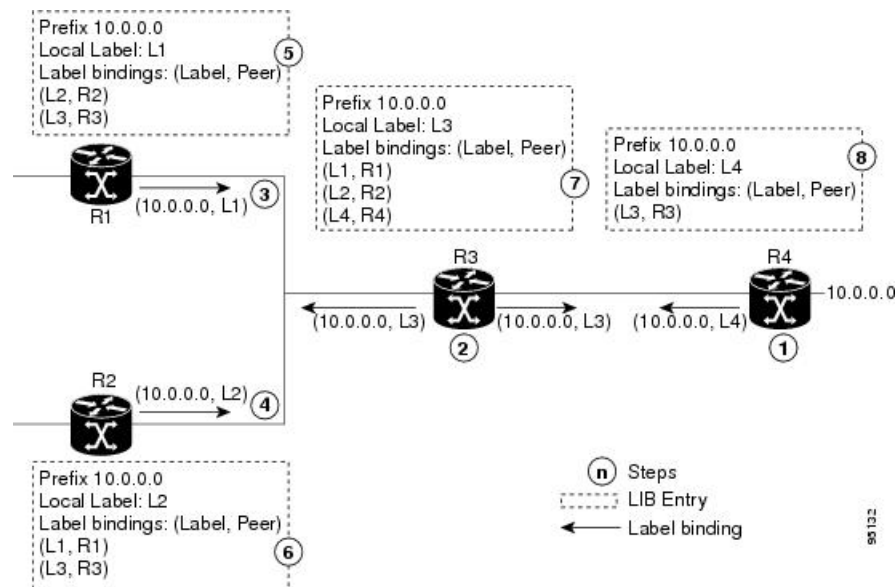 Prefix 10.0.0.0
Local Label: L1
Label bindings: (Label, Peer)
(L2, R2)
(L3, R3)
5
R1
(10.0.0.0, L1)
3
Prefix 10.0.0.0
Local Label: L3
Label bindings: (Label, Peer)
(L1, R1)
(L2, R2)
(L4, R4)
7
Prefix 10.0.0.0
Local Label: L4
Label bindings: (Label, Peer)
(L3, R3)
8
R3
R4
10.0.0.0
(10.0.0.0, L3)
(10.0.0.0, L3)
(10.0.0.0, L4)
2
1
R2
(10.0.0.0, L2)
4
Prefix 10.0.0.0
Local Label: L2
Label bindings: (Label, Peer)
(L1, R1)
(L3, R3)
6
n Steps
LIB Entry
Label binding
95132